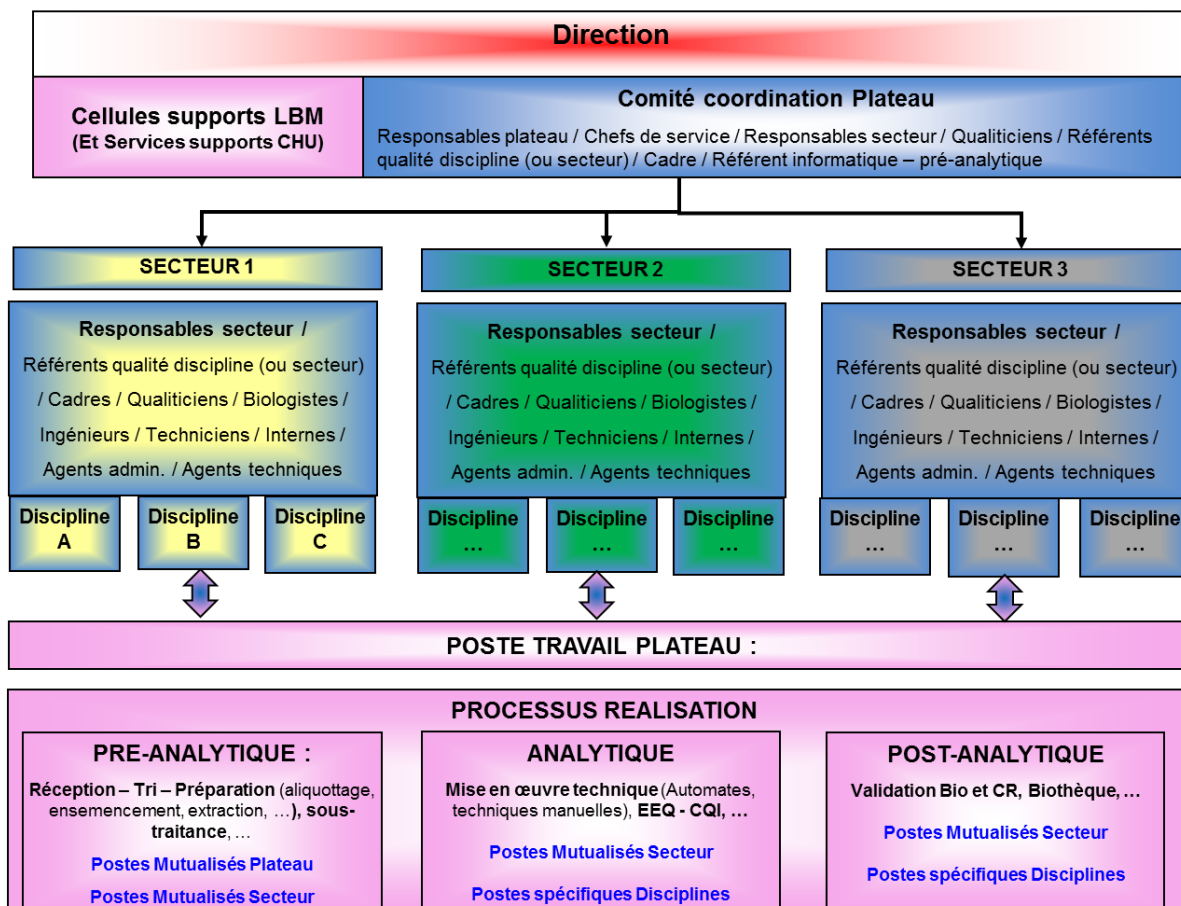 Direction
Cellules supports LBM
(Et Services supports CHU)
Comité coordination Plateau
Responsables plateau / Chefs de service / Responsables secteur / Qualiticiens / Référents
qualité discipline (ou secteur) / Cadre / Référent informatique – pré-analytique
SECTEUR 1
Responsables secteur /
Référents qualité discipline (ou secteur)
/ Cadres / Qualiticiens / Biologistes /
Ingénieurs / Techniciens / Internes /
Agents admin. / Agents techniques
Discipline
A
Discipline
B
Discipline
C
SECTEUR 2
Responsables secteur /
Référents qualité discipline (ou secteur)
/ Cadres / Qualiticiens / Biologistes /
Ingénieurs / Techniciens / Internes /
Agents admin. / Agents techniques
Discipline
...
Discipline
...
Discipline
...
SECTEUR 3
Responsables secteur /
Référents qualité discipline (ou secteur)
/ Cadres / Qualiticiens / Biologistes /
Ingénieurs / Techniciens / Internes /
Agents admin. / Agents techniques
Discipline
...
Discipline
...
Discipline
...
POSTE TRAVAIL PLATEAU :
PROCESSUS REALISATION
PRE-ANALYTIQUE :
Réception – Tri – Préparation (aliquottage,
ensemencement, extraction, …), sous-
traitance, …
Postes Mutualisés Plateau
Postes Mutualisés Secteur
ANALYTIQUE
Mise en œuvre technique (Automates,
techniques manuelles), EEQ - CQI, …
Postes Mutualisés Secteur
Postes spécifiques Disciplines
POST-ANALYTIQUE
Validation Bio et CR, Biothèque, …
Postes Mutualisés Secteur
Postes spécifiques Disciplines